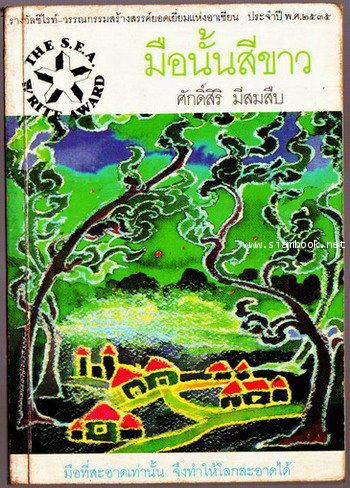 รางวัลซีไรท์-วรรณกรรมสร้างสรรค์ยอดเยี่ยมแห่งอาเซียน ประจำปี พ.ศ.๒๕๓๕
THE S.E.A. WRITE AWARD
มือนั้นสีขาว
ศักดิ์สิริ มีสมสืบ
www.siambook.net
มือที่สะอาดเท่านั้น จึงทำให้โลกสะอาดได้